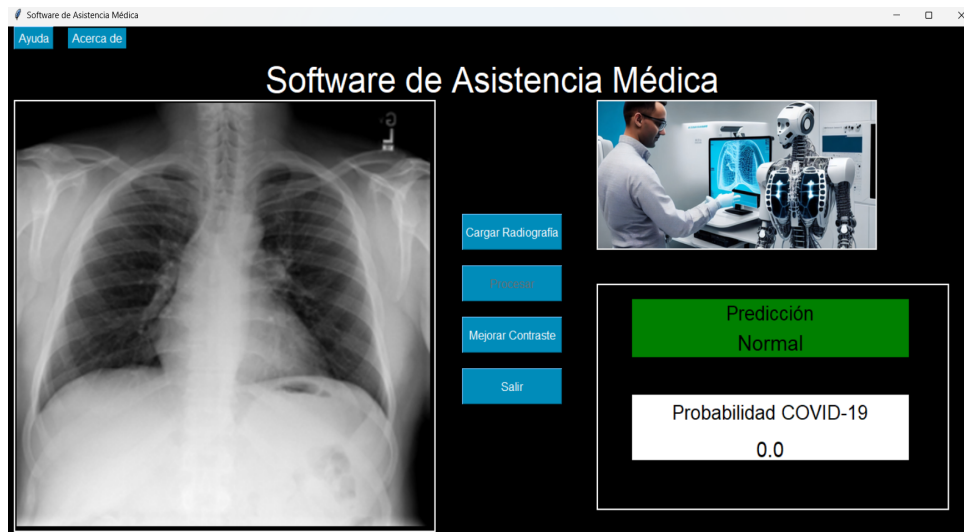 Software de Asistencia Médica
Ayuda
Acerca de
Software de Asistencia Médica
Cargar Radiografía
Procesar
Mejorar Contraste
Salir
Predicción
Normal
Probabilidad COVID-19
0.0